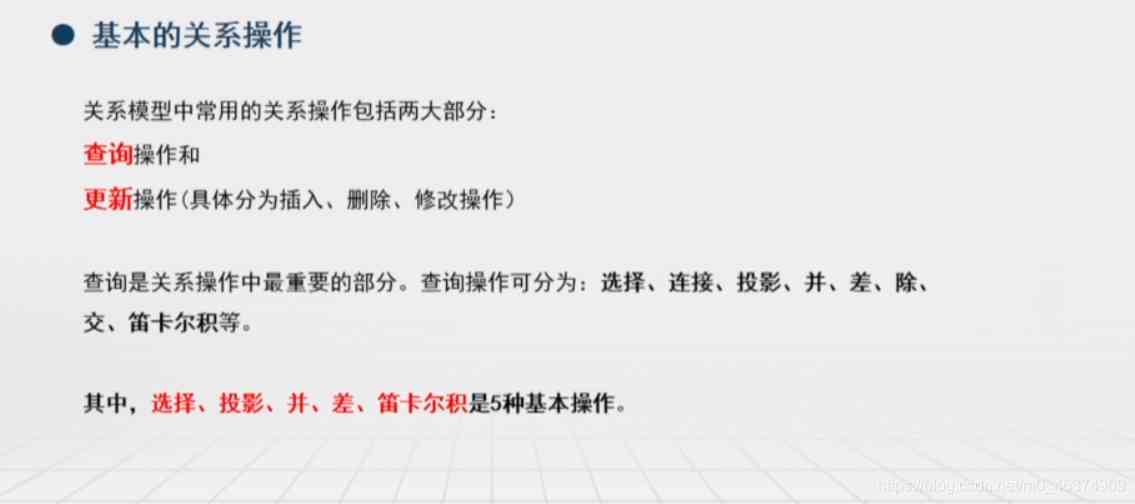 ● 基本的关系操作
关系模型中常用的关系操作包括两大部分：
查询操作和
更新操作(具体分为插入、删除、修改操作）
查询是关系操作中最重要的部分。查询操作可分为：选择、连接、投影、并、差、除、
交、笛卡尔积等。
其中，选择、投影、并、差、笛卡尔积是5种基本操作。